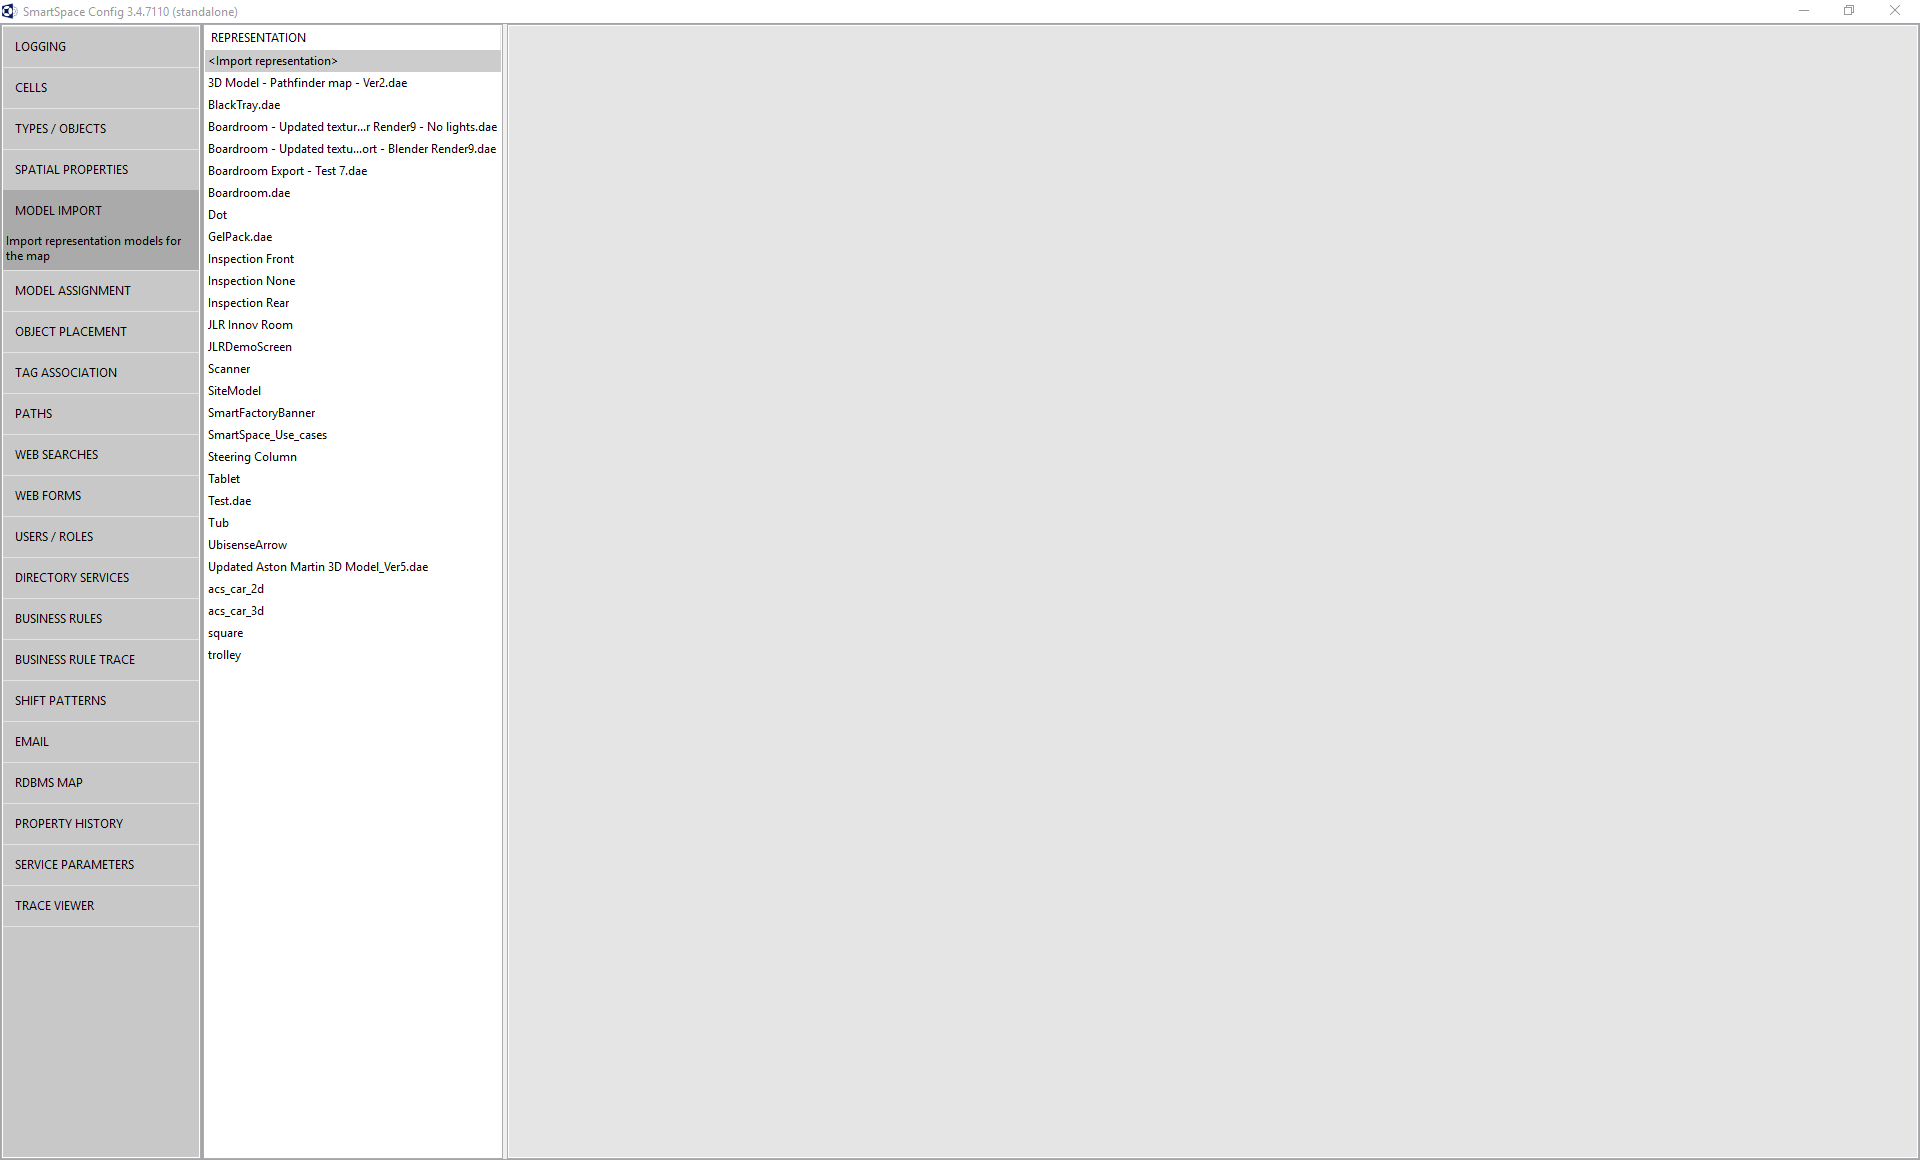 SmartSpace Config 3.4.7110 (standalone)
LOGGING
CELLS
TYPES / OBJECTS
SPATIAL PROPERTIES
MODEL IMPORT
Import representation models for
the map
MODEL ASSIGNMENT
OBJECT PLACEMENT
TAG ASSOCIATION
PATHS
WEB SEARCHES
WEB FORMS
USERS / ROLES
DIRECTORY SERVICES
BUSINESS RULES
BUSINESS RULE TRACE
SHIFT PATTERNS
EMAIL
RDBMS MAP
PROPERTY HISTORY
SERVICE PARAMETERS
TRACE VIEWER
REPRESENTATION
<Import representation>
3D Model - Pathfinder map - Ver2.dae
BlackTray.dae
Boardroom - Updated textur...r Render9 - No lights.dae
Boardroom - Updated textu...ort - Blender Render9.dae
Boardroom Export - Test 7.dae
Boardroom.dae
Dot
GelPack.dae
Inspection Front
Inspection None
Inspection Rear
JLR Innov Room
JLRDemoScreen
Scanner
SiteModel
SmartFactoryBanner
SmartSpace_Use_cases
Steering Column
Tablet
Test.dae
Tub
UbisenseArrow
Updated Aston Martin 3D Model_Ver5.dae
acs_car_2d
acs_car_3d
square
trolley